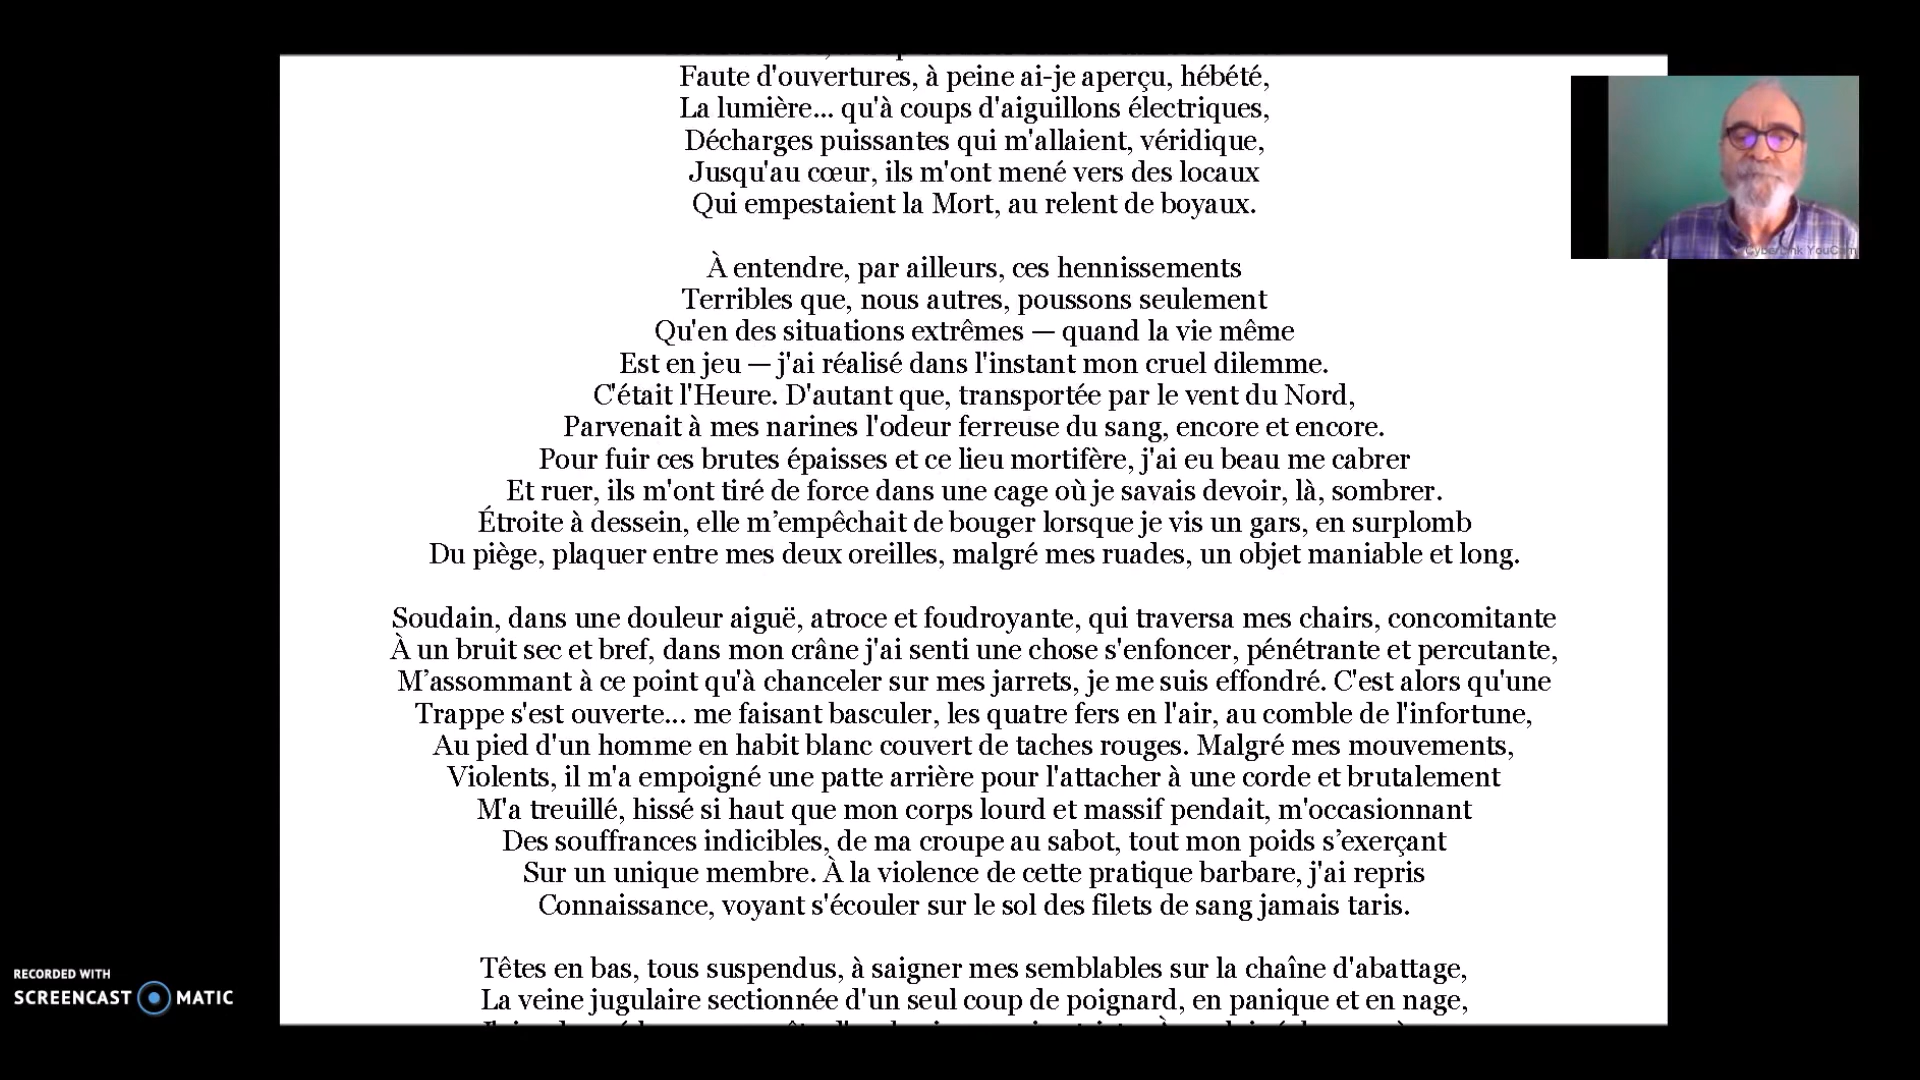 Faute d'ouvertures, à peine ai-je aperçu, hébété,
La lumière... qu'à coups d'aiguillons électriques,
Décharges puissantes qui m'allaient, véridique,
Jusqu'au cœur, ils m'ont mené vers des locaux
Qui empestaient la Mort, au relent de boyaux.
À entendre, par ailleurs, ces hennissements
Terribles que, nous autres, poussons seulement
Qu'en des situations extrêmes — quand la vie même
Est en jeu — j'ai réalisé dans l'instant mon cruel dilemme.
C'était l'Heure. D'autant que, transportée par le vent du Nord,
Parvenait à mes narines l'odeur ferreuse du sang, encore et encore.
Pour fuir ces brutes épaisses et ce lieu mortifère, j'ai eu beau me cabrer
Et ruer, ils m'ont tiré de force dans une cage où je savais devoir, là, sombrer.
Étroite à dessein, elle m’empêchait de bouger lorsque je vis un gars, en surplomb
Du piège, plaquer entre mes deux oreilles, malgré mes ruades, un objet maniable et long.
Soudain, dans une douleur aiguë, atroce et foudroyante, qui traversa mes chairs, concomitante
À un bruit sec et bref, dans mon crâne j'ai senti une chose s'enfoncer, pénétrante et percutante,
M’assommant à ce point qu'à chanceler sur mes jarrets, je me suis effondré. C'est alors qu'une
Trappe s'est ouverte... me faisant basculer, les quatre fers en l'air, au comble de l'infortune,
Au pied d'un homme en habit blanc couvert de taches rouges. Malgré mes mouvements,
Violents, il m'a empoigné une patte arrière pour l'attacher à une corde et brutalement
M'a treuillé, hissé si haut que mon corps lourd et massif pendait, m'occasionnant
Des souffrances indicibles, de ma croupe au sabot, tout mon poids s’exerçant
Sur un unique membre. À la violence de cette pratique barbare, j'ai repris
Connaissance, voyant s'écouler sur le sol des filets de sang jamais taris.
Têtes en bas, tous suspendus, à saigner mes semblables sur la chaîne d'abattage,
La veine jugulaire sectionnée d'un seul coup de poignard, en panique et en nage,
CyberLink YouCam
RECORDED WITH
SCREENCAST MATIC